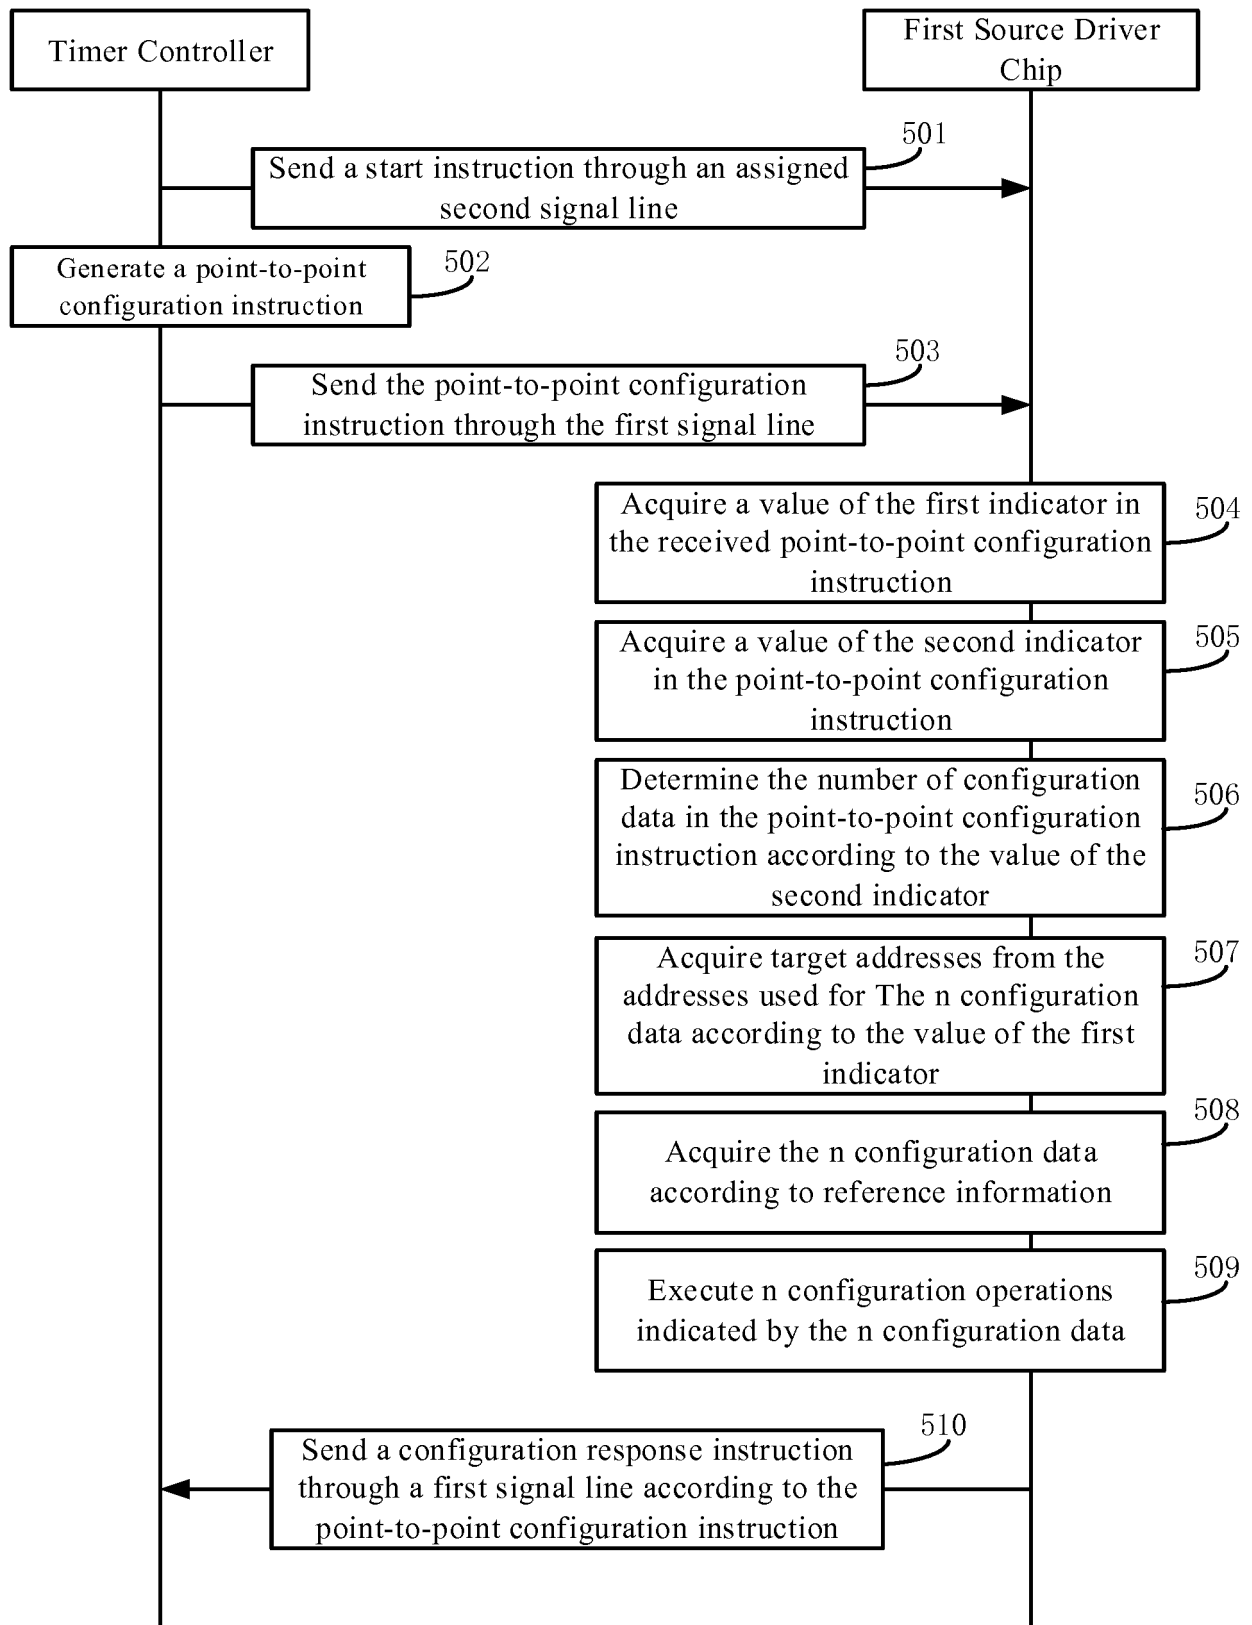 Timer Controller
First Source Driver
Chip
501
Send a start instruction through an assigned
second signal line
502
Generate a point-to-point
configuration instruction
503
Send the point-to-point configuration
instruction through the first signal line
504
Acquire a value of the first indicator in
the received point-to-point configuration
instruction
505
Acquire a value of the second indicator
in the point-to-point configuration
instruction
506
Determine the number of configuration
data in the point-to-point configuration
instruction according to the value of the
second indicator
507
Acquire target addresses from the
addresses used for The n configuration
data according to the value of the first
indicator
508
Acquire the n configuration data
according to reference information
509
Execute n configuration operations
indicated by the n configuration data
510
Send a configuration response instruction
through a first signal line according to the
point-to-point configuration instruction